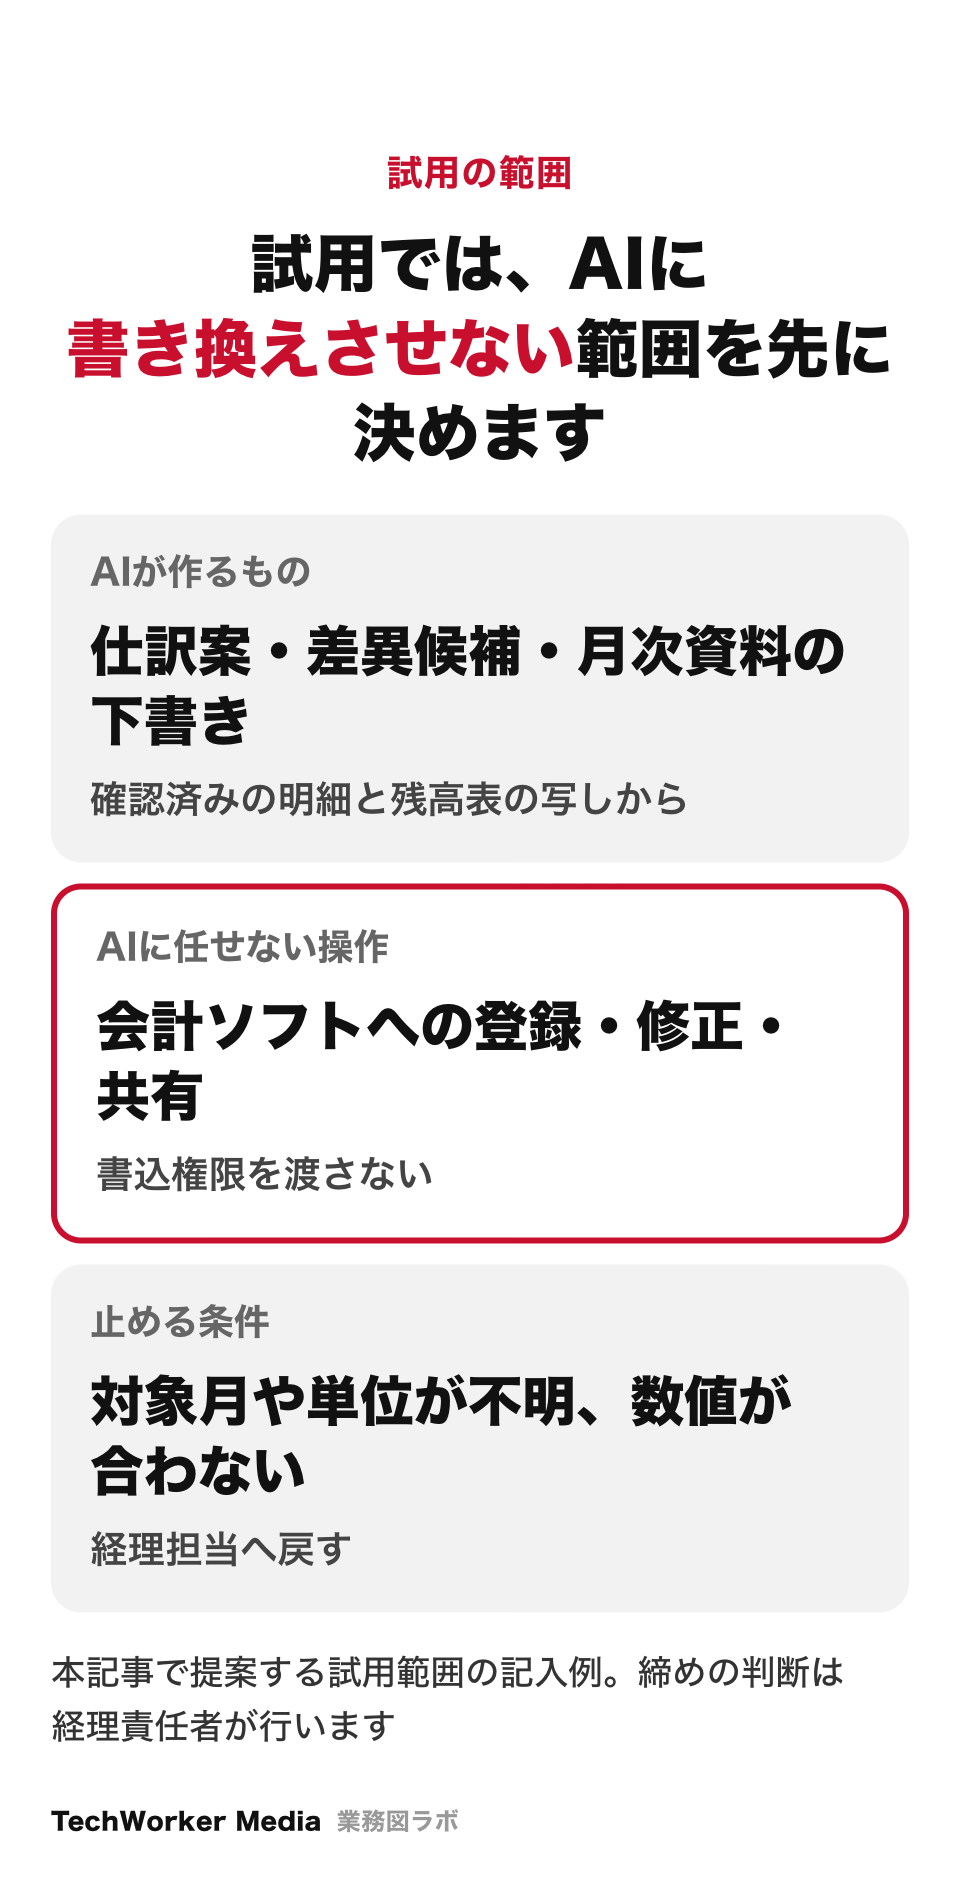 試用の範囲
試用では、AIに
書き換えさせない範囲を先に
決めます
AIが作るもの
仕訳案・差異候補・月次資料の
下書き
確認済みの明細と残高表の写しから
AIに任せない操作
会計ソフトへの登録・修正・
共有
書込権限を渡さない
止める条件
対象月や単位が不明、数値が
合わない
経理担当へ戻す
本記事で提案する試用範囲の記入例。締めの判断は
経理責任者が行います
TechWorker Media 業務図ラボ